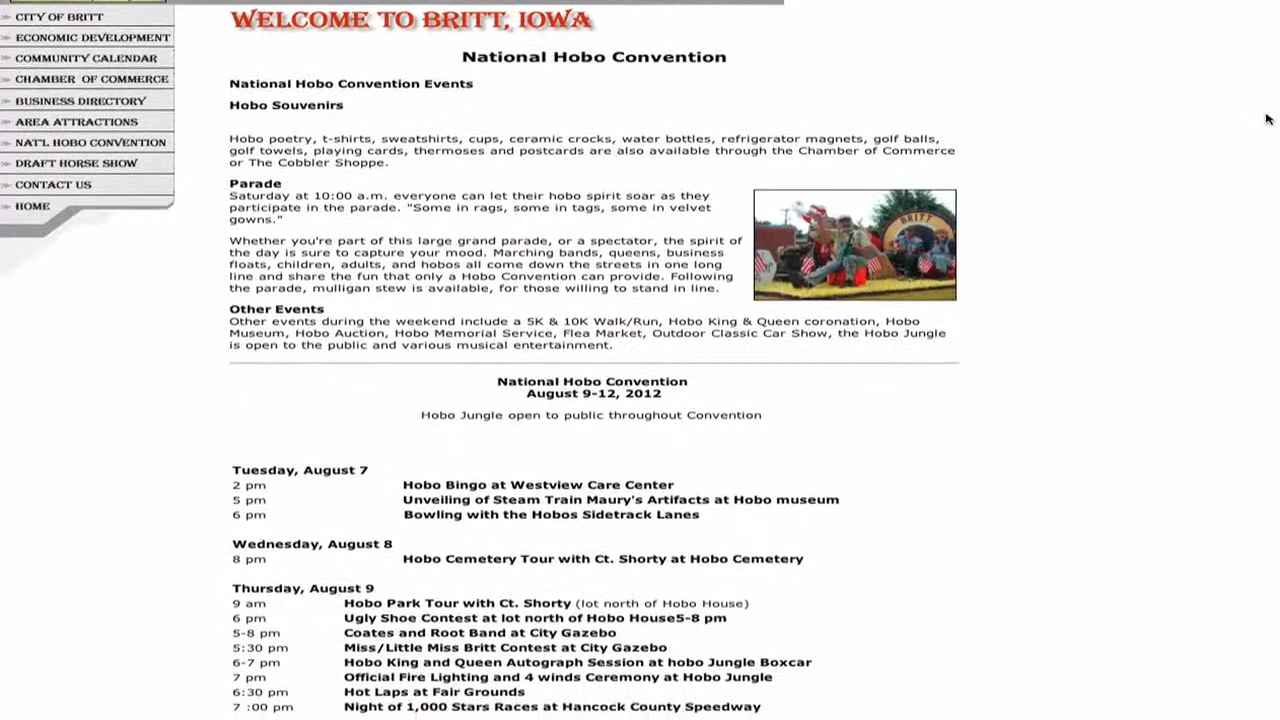 CITY OF BRITT
ECONOMIC DEVELOPMENT
COMMUNITY CALENDAR
CHAMBER OF COMMERCE
BUSINESS DIRECTORY
AREA ATTRACTIONS
NAT'L HOBO CONVENTION
DRAFT HORSE SHOW
CONTACT US
HOME
WELCOME TO BRITT, IOWA
National Hobo Convention
National Hobo Convention Events
Hobo Souvenirs
Hobo poetry, t-shirts, sweatshirts, cups, ceramic crocks, water bottles, refrigerator magnets, golf balls,
golf towels, playing cards, thermoses and postcards are also available through the Chamber of Commerce
or The Cobbler Shoppe.
Parade
Saturday at 10:00 a.m. everyone can let their hobo spirit soar as they
participate in the parade. "Some in rags, some in tags, some in velvet
gowns."
Whether you're part of this large grand parade, or a spectator, the spirit of
the day is sure to capture your mood. Marching bands, queens, business
floats, children, adults, and hobos all come down the streets in one long
line and share the fun that only a Hobo Convention can provide. Following
the parade, mulligan stew is available, for those willing to stand in line.
BRITT
Other Events
Other events during the weekend include a 5K & 10K Walk/Run, Hobo King & Queen coronation, Hobo
Museum, Hobo Auction, Hobo Memorial Service, Flea Market, Outdoor Classic Car Show, the Hobo Jungle
is open to the public and various musical entertainment.
National Hobo Convention
August 9-12, 2012
Hobo Jungle open to public throughout Convention
Tuesday, August 7
2 pm Hobo Bingo at Westview Care Center
5 pm Unveiling of Steam Train Maury's Artifacts at Hobo museum
6 pm Bowling with the Hobos Sidetrack Lanes
Wednesday, August 8
8 pm Hobo Cemetery Tour with Ct. Shorty at Hobo Cemetery
Thursday, August 9
9 am Hobo Park Tour with Ct. Shorty (lot north of Hobo House)
6 pm Ugly Shoe Contest at lot north of Hobo House5-8 pm
5-8 pm Coates and Root Band at City Gazebo
5:30 pm Miss/Little Miss Britt Contest at City Gazebo
6-7 pm Hobo King and Queen Autograph Session at hobo Jungle Boxcar
7 pm Official Fire Lighting and 4 winds Ceremony at Hobo Jungle
6:30 pm Hot Laps at Fair Grounds
7 :00 pm Night of 1,000 Stars Races at Hancock County Speedway